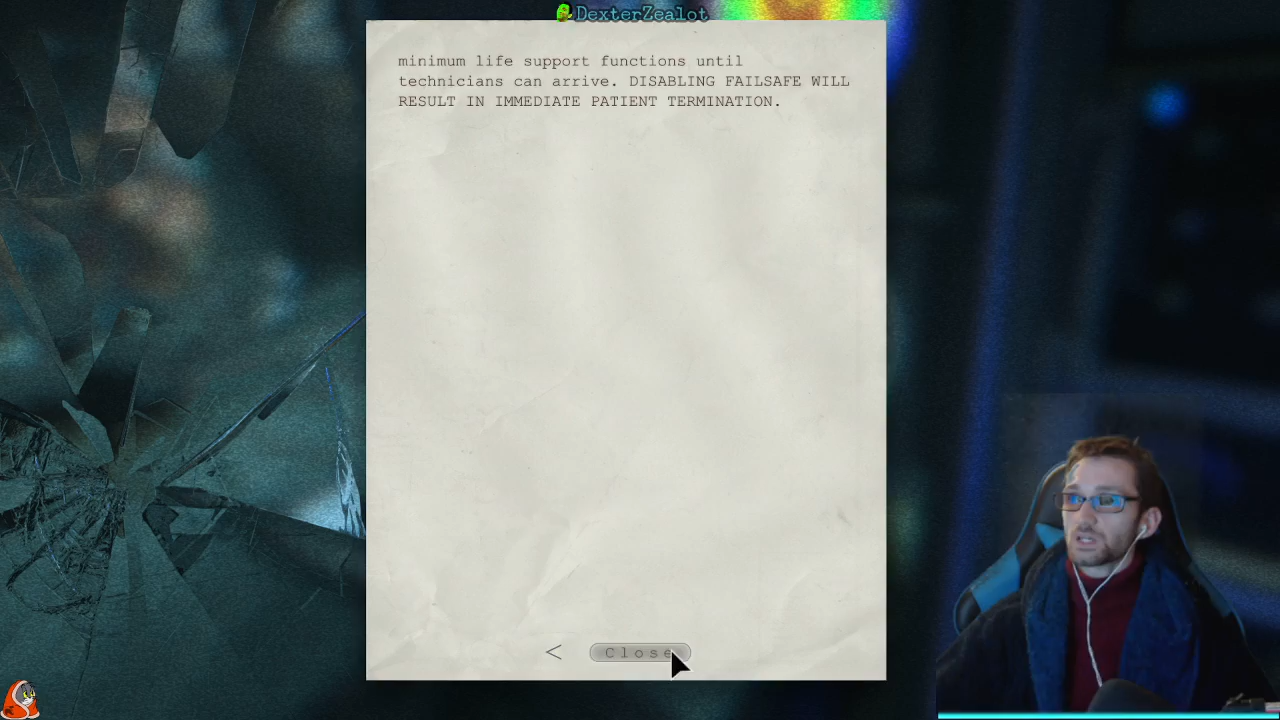 DexterZealot
minimum life support functions until
technicians can arrive. DISABLING FAILSAFE WILL
RESULT IN IMMEDIATE PATIENT TERMINATION.
< Close